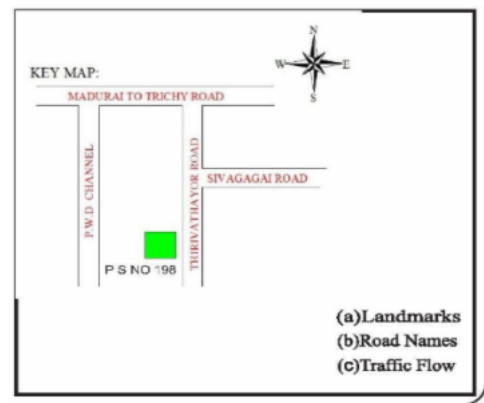 N
W E
S
KEY MAP:
MADURAI TO TRICHY ROAD
P.W.D CHANNEL
THIRIVATHAYOR ROAD
SIVAGAGAI ROAD
P S NO 198
(a)Landmarks
(b)Road Names
(c)Traffic Flow